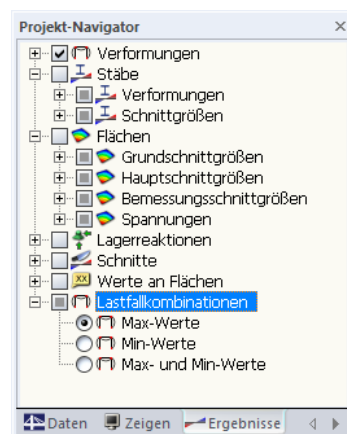 Projekt-Navigator
Verformungen
Stäbe
Verformungen
Schnittgrößen
Flächen
Grundschnittgrößen
Hauptschnittgrößen
Bemessungsschnittgrößen
Spannungen
Lagerreaktionen
Schnitte
xx Werte an Flächen
Lastfallkombinationen
Max-Werte
Min-Werte
Max- und Min-Werte
Daten Zeigen Ergebnisse